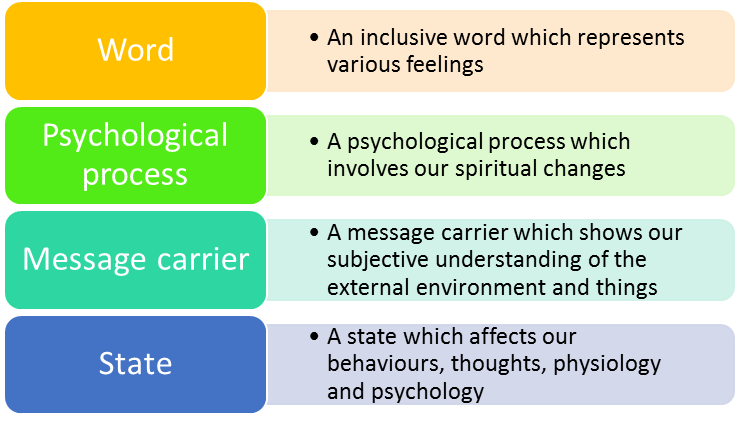 Word
• An inclusive word which represents
various feelings
Psychological
process
• A psychological process which
involves our spiritual changes
Message carrier
• A message carrier which shows our
subjective understanding of the
external environment and things
State
• A state which affects our
behaviours, thoughts, physiology
and psychology